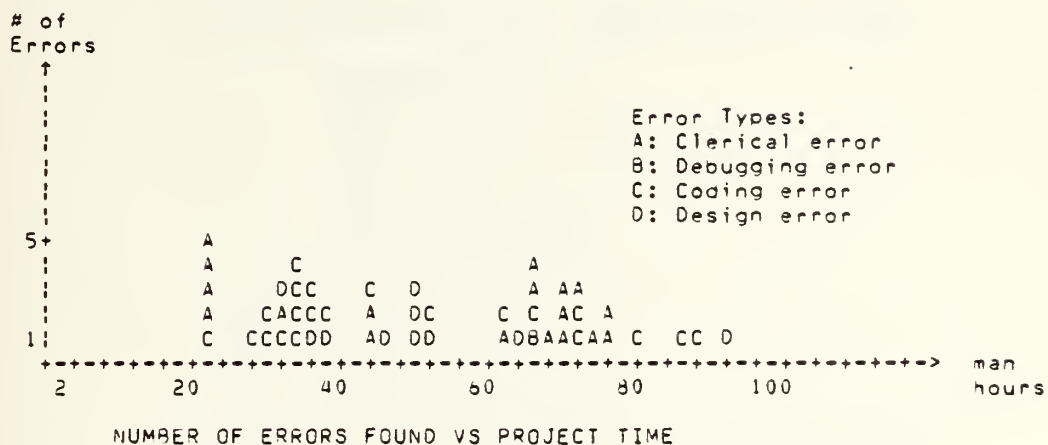 # of
Errors
Error Types:
A: Clerical error
B: Debugging error
C: Coding error
D: Design error
5+ A
A C A
A DCC C D A AA
A CACCC A DC C C AC A
1 C CCCCDD AD DD ADBAACAA C CC D
+-+-+-+-+-+-+-+-+-+-+-+-+-+-+-+-+-+-+-+-+-+-+-+-+-+-+-+-+-+-+-> man
2 20 40 60 80 100 hours
NUMBER OF ERRORS FOUND VS PROJECT TIME